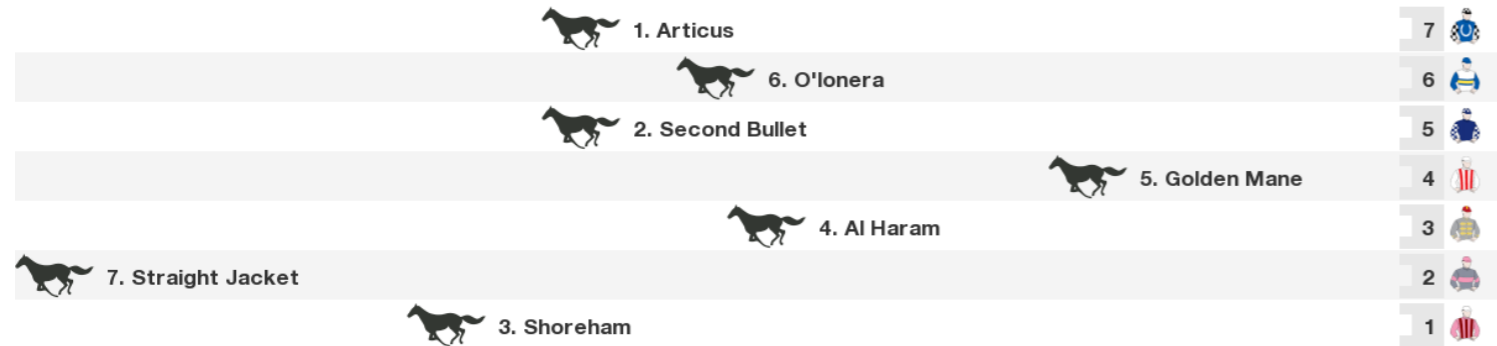 1. Articus 7
6. O'lonera 6
2. Second Bullet 5
5. Golden Mane 4
4. Al Haram 3
7. Straight Jacket 2
3. Shoreham 1